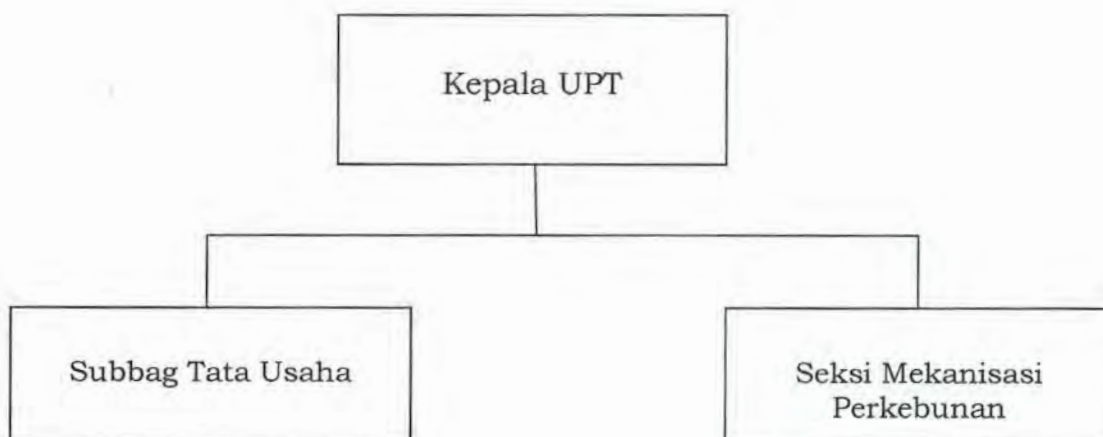 Kepala UPT
Subbag Tata Usaha
Seksi Mekanisasi
Perkebunan